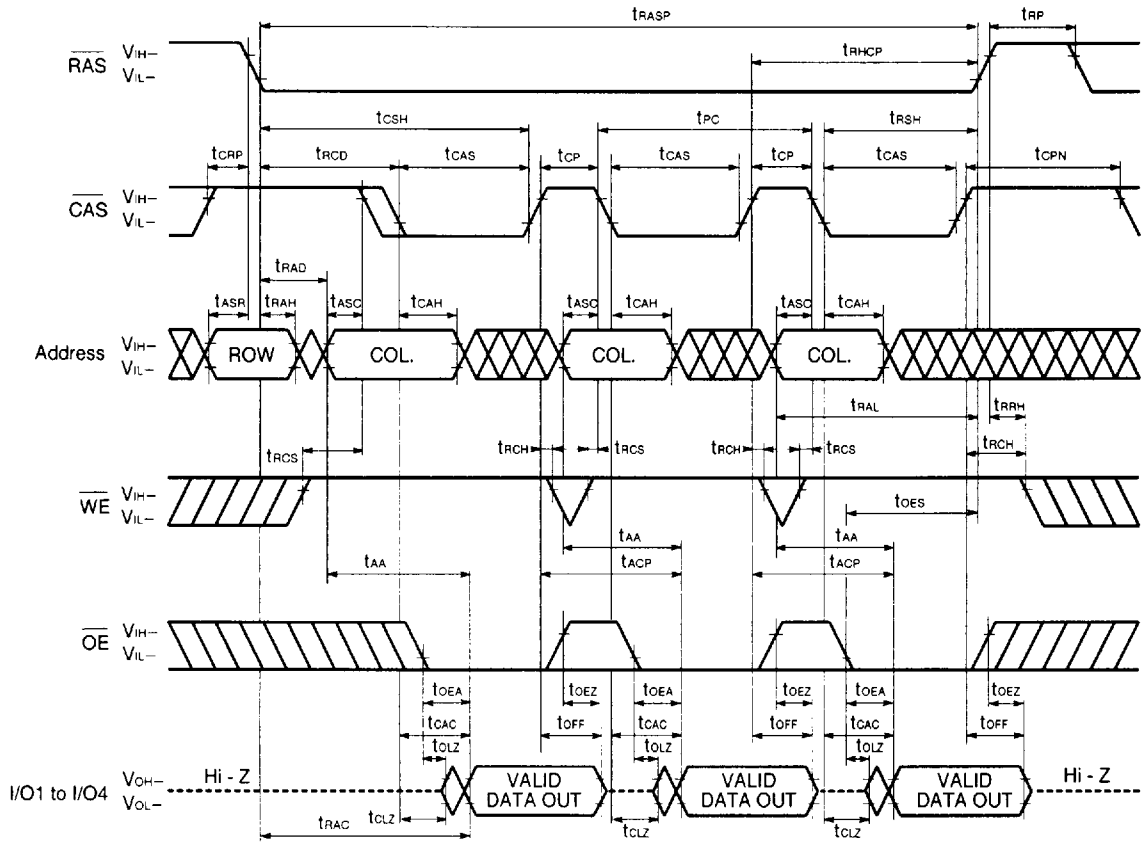 tRASP tRP
RAS VIH–
VIL–
tRHCP
tCSH tPC tRSH
tCRP tRCD tCAS tCP tCAS tCP tCAS tCPN
CAS VIH–
VIL–
tRAD
tASR tRAH tASC tCAH tASC tCAH tASC tCAH
Address VIH–
VIL–
ROW COL. COL. COL.
tRAL tRRH
tRCS tRCH tRCS tRCH tRCS tRCH
WE VIH–
VIL–
tOES
tAA tAA tAA
tACP tACP
OE VIH–
VIL–
tOEA tOEZ tOEA tOEZ tOEA tOEZ
tCAC tOFF tCAC tOFF tCAC tOFF
tOLZ tOLZ tOLZ
I/O1 to I/O4 VOH–
VOL–
Hi - Z VALID DATA OUT VALID DATA OUT VALID DATA OUT Hi - Z
tCLZ tCLZ tCLZ
tRAC